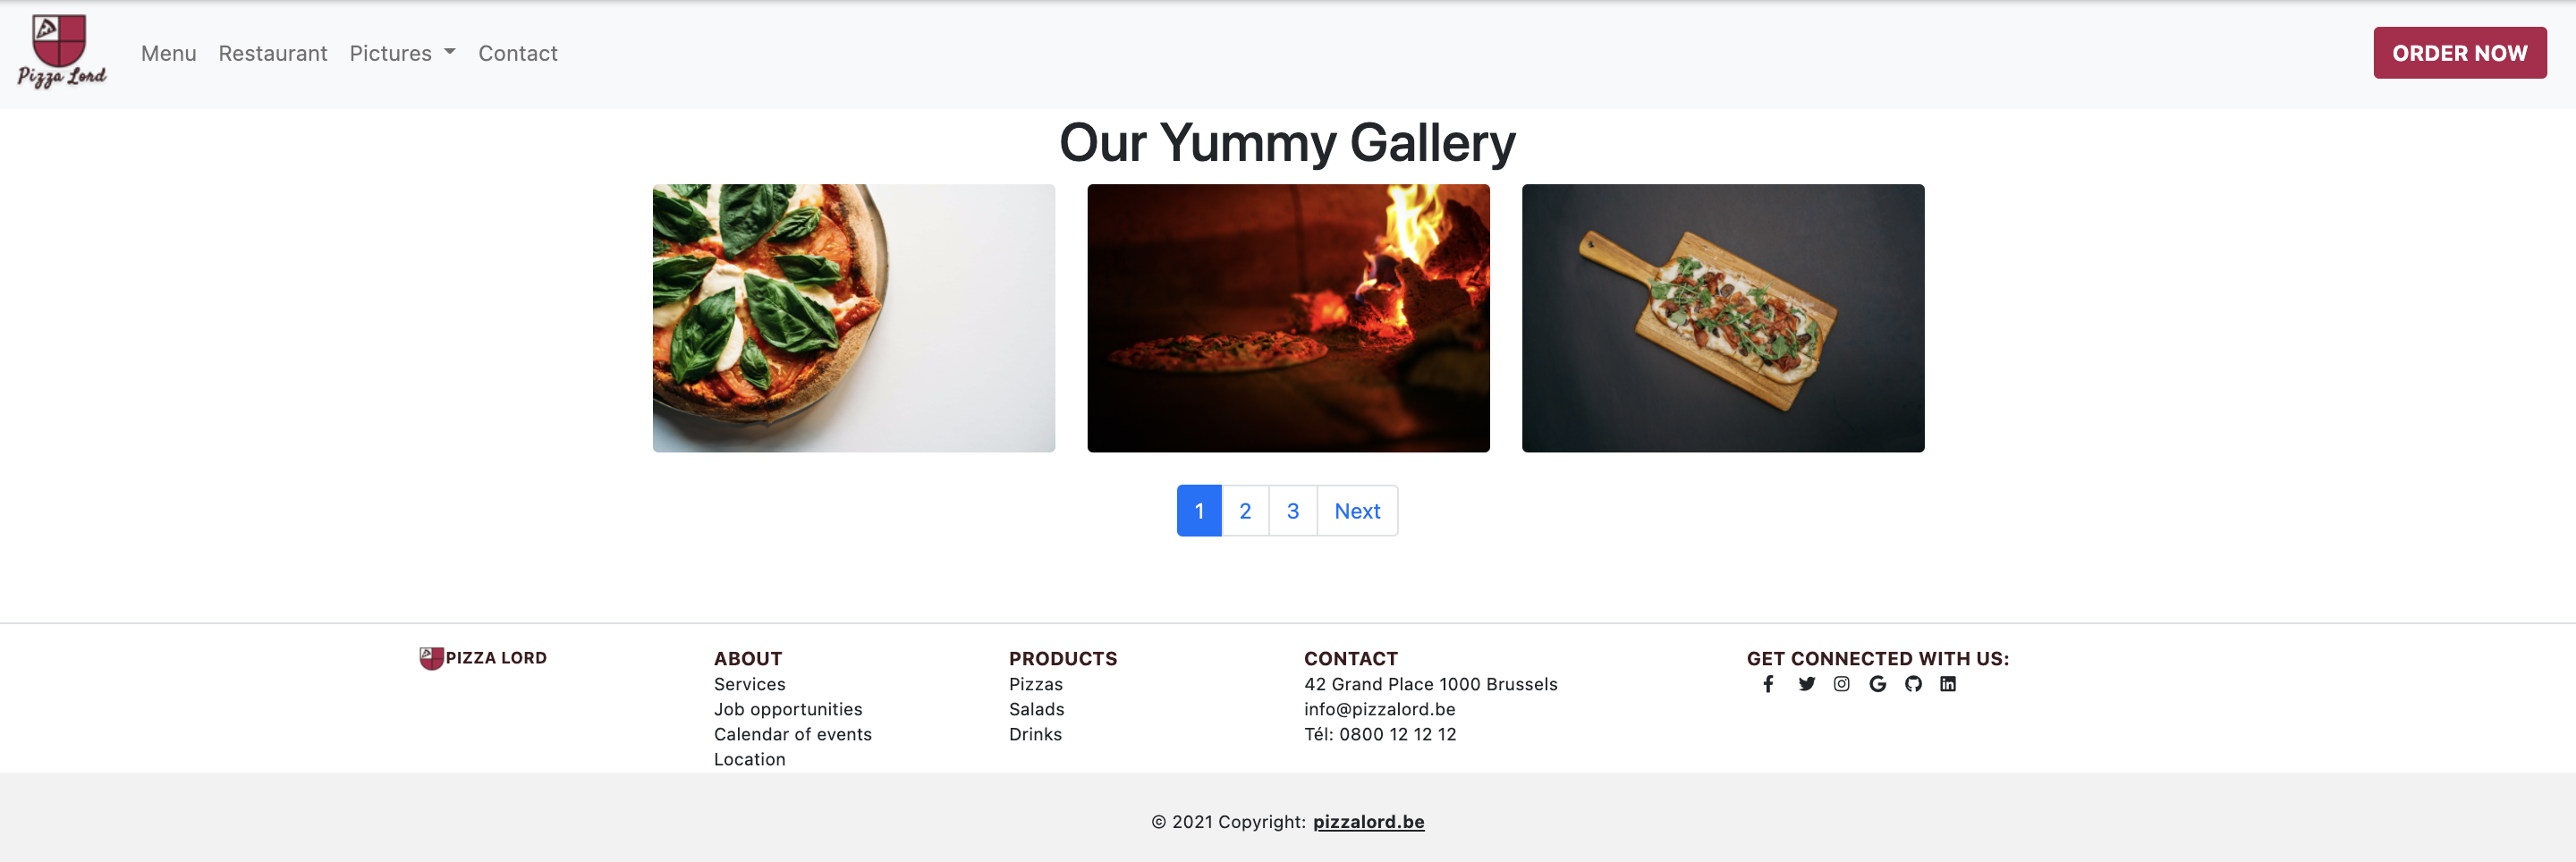 Pizza Lord
Menu Restaurant Pictures Contact
ORDER NOW
Our Yummy Gallery
1 2 3 Next
PIZZA LORD
ABOUT
Services
Job opportunities
Calendar of events
Location
PRODUCTS
Pizzas
Salads
Drinks
CONTACT
42 Grand Place 1000 Brussels
info@pizzalord.be
Tél: 0800 12 12 12
GET CONNECTED WITH US:
© 2021 Copyright: pizzalord.be